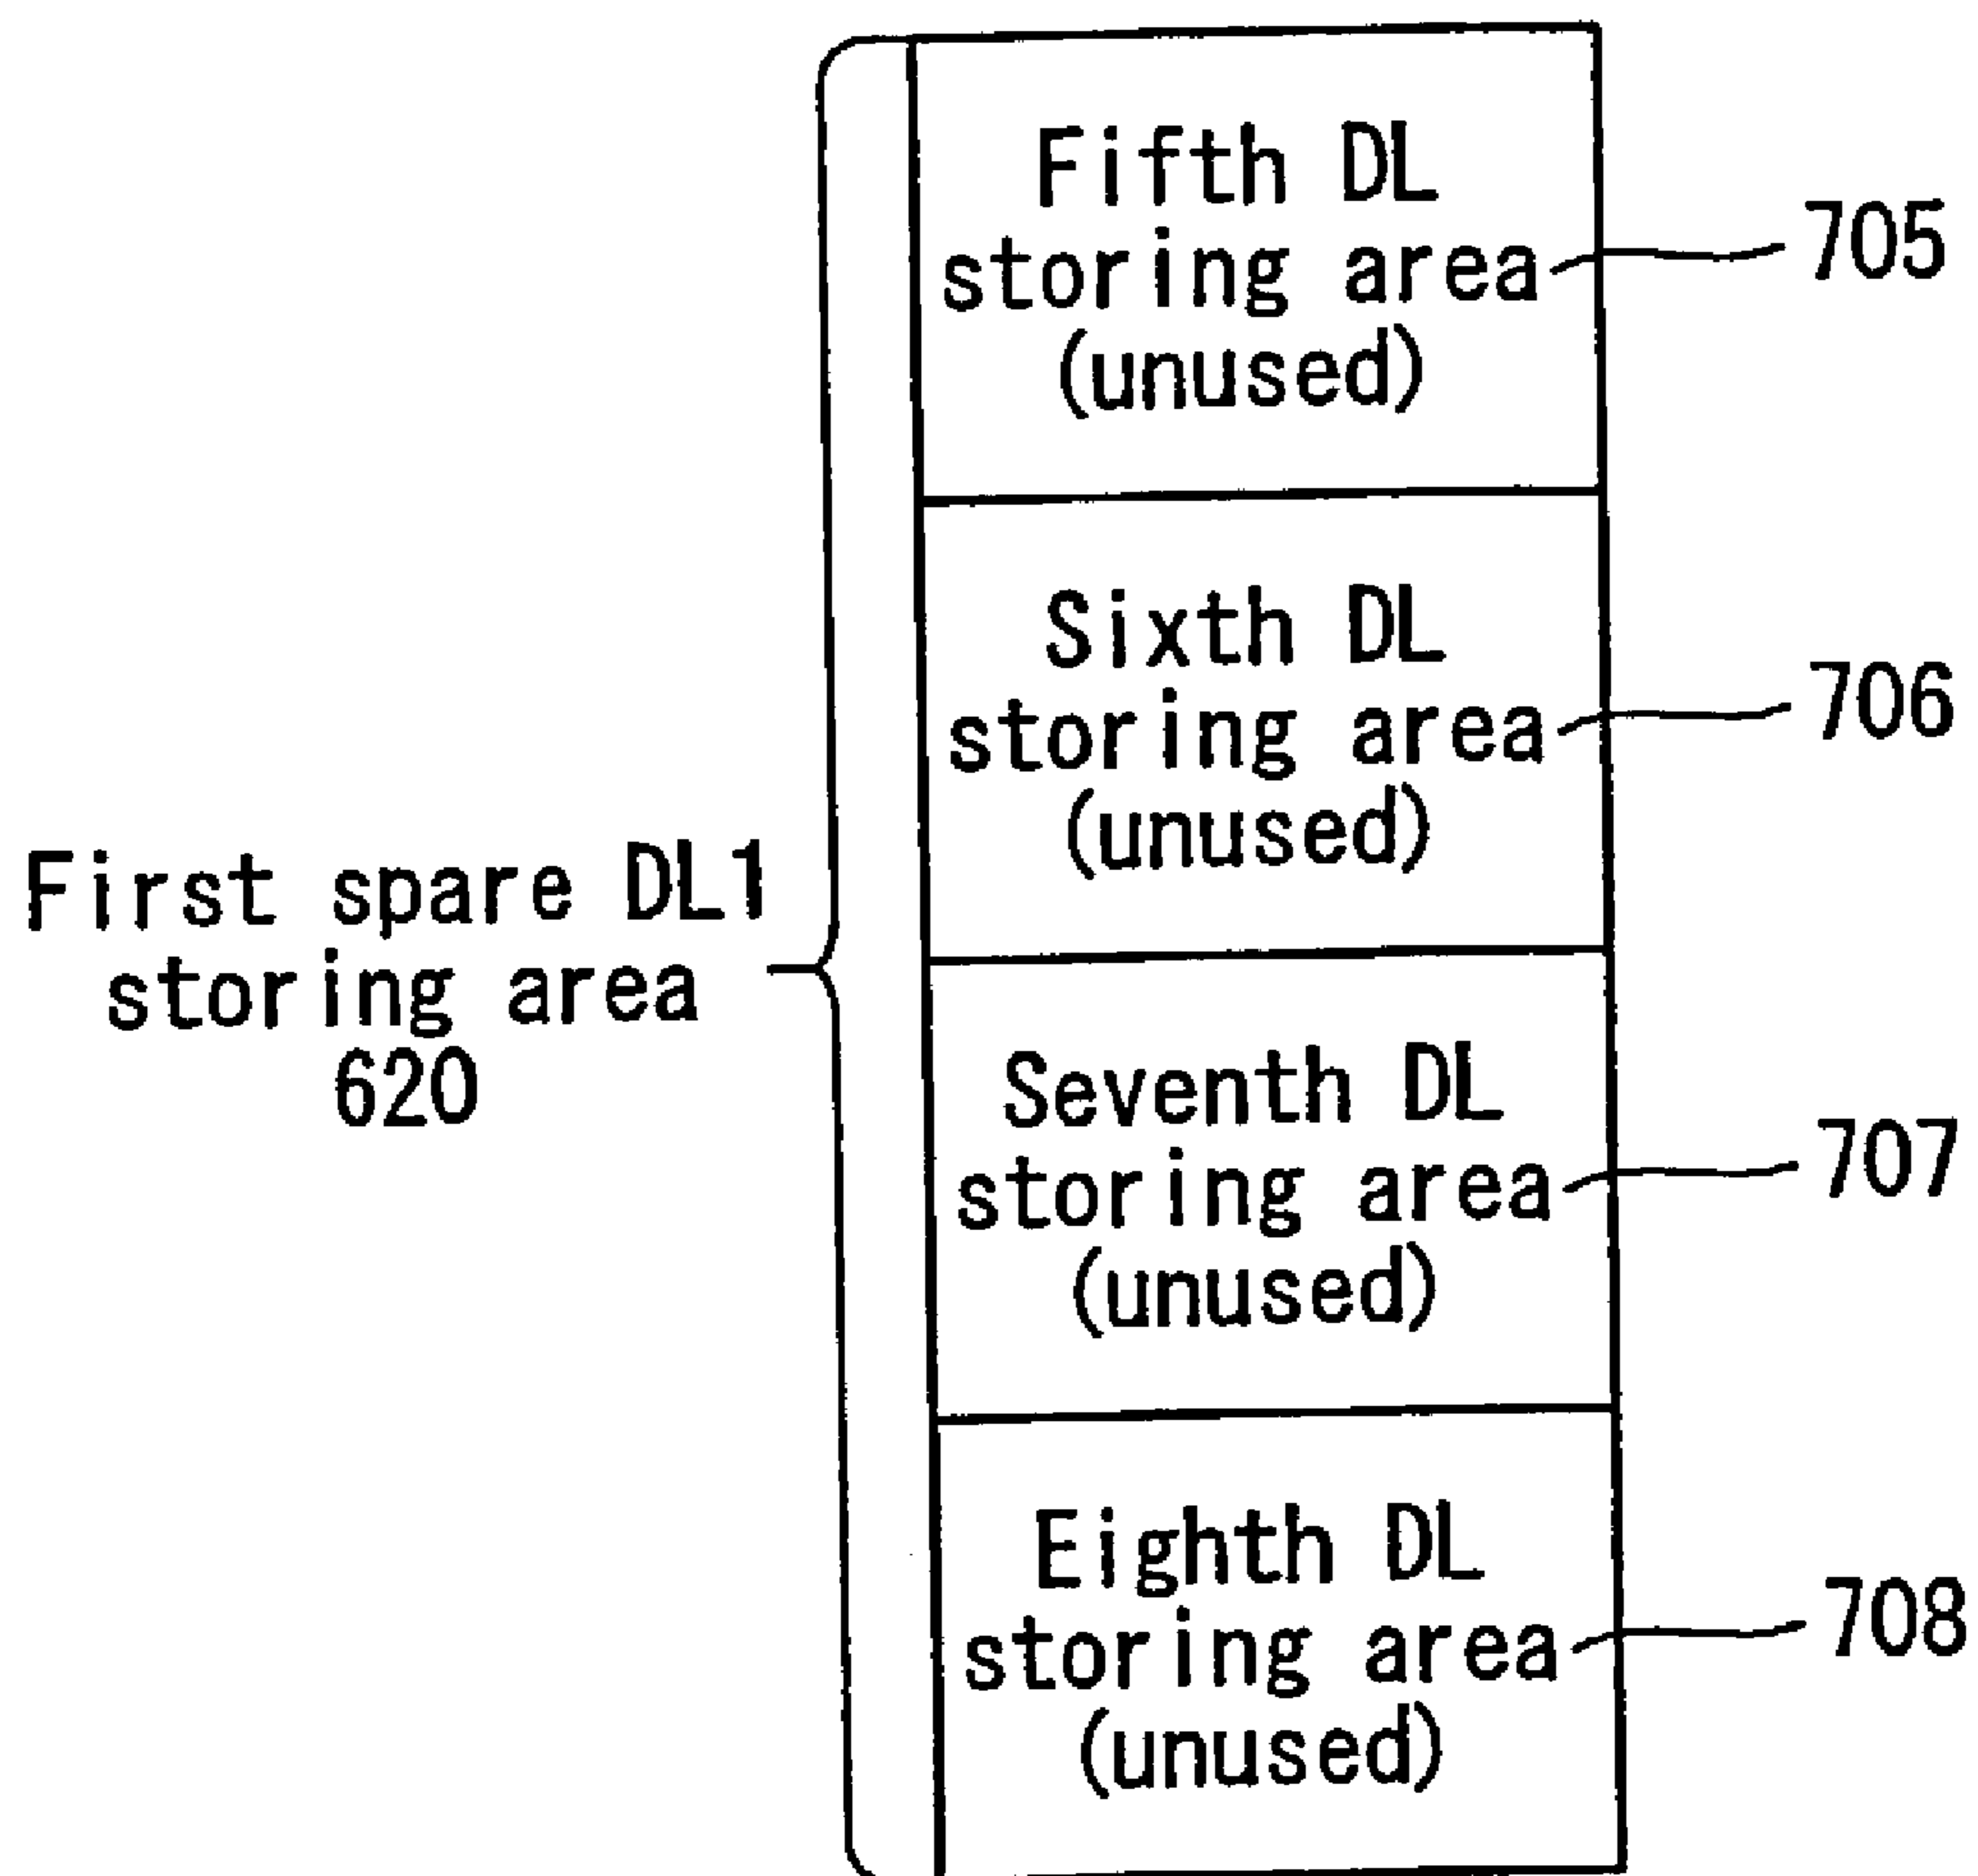 Fifth DL
storing area
(unused)
705
Sixth DL
storing area
(unused)
706
First spare DL1
storing area
620
Seventh DL
storing area
(unused)
707
Eighth DL
storing area
(unused)
708